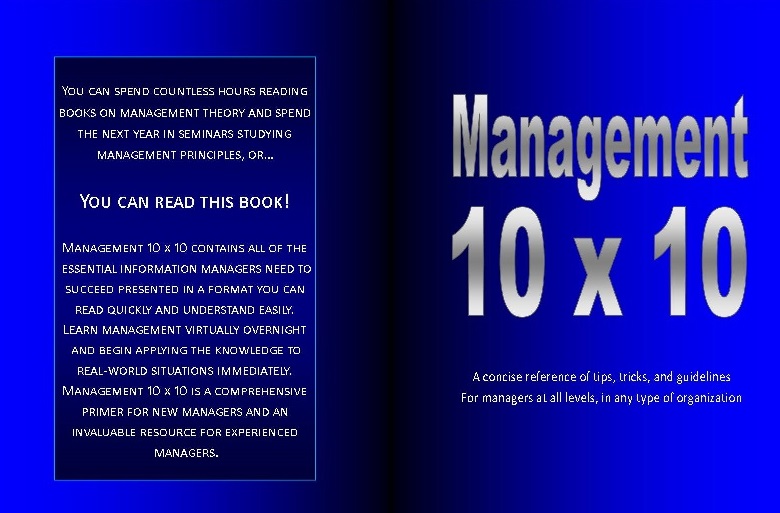 You can spend countless hours reading
books on management theory and spend
the next year in seminars studying
management principles, or...
You can read this book!
Management 10 x 10 contains all of the
essential information managers need to
succeed presented in a format you can
read quickly and understand easily.
Learn management virtually overnight
and begin applying the knowledge to
real-world situations immediately.
Management 10 x 10 is a comprehensive
primer for new managers and an
invaluable resource for experienced
managers.
Management
10 x 10
A concise reference of tips, tricks, and guidelines
For managers at all levels, in any type of organization